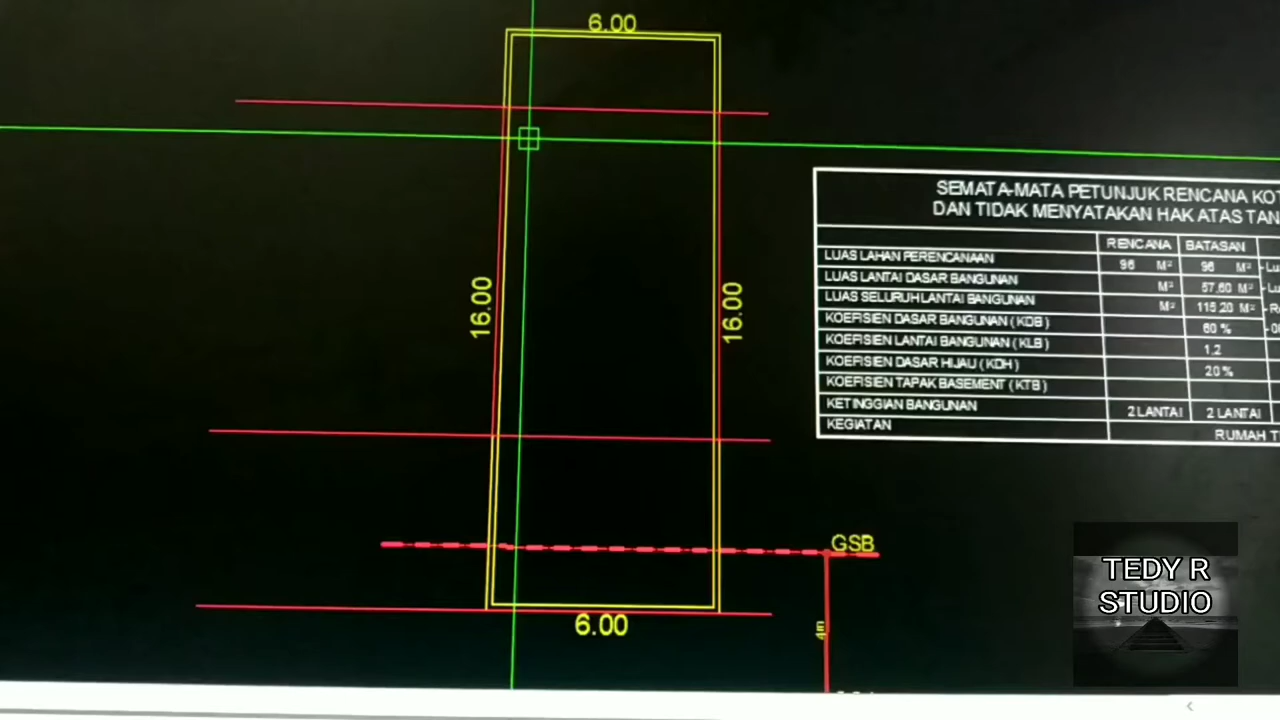 6.00
16.00
16.00
6.00
GSB
4m
SEMATA-MATA PETUNJUK RENCANA KOT
DAN TIDAK MENYATAKAN HAK ATAS TAN
RENCANA BATASAN
LUAS LAHAN PERENCANAAN 96 M² 96 M² -Lu
LUAS LANTAI DASAR BANGUNAN M² 57,60 M² -Lu
LUAS SELURUH LANTAI BANGUNAN M² 115,20 M² -R
KOEFISIEN DASAR BANGUNAN ( KDB ) 60 %
KOEFISIEN LANTAI BANGUNAN ( KLB ) 1,2
KOEFISIEN DASAR HIJAU ( KDH ) 20 %
KOEFISIEN TAPAK BASEMENT ( KTB )
KETINGGIAN BANGUNAN 2 LANTAI 2 LANTAI
KEGIATAN RUMAH T
TEDY R
STUDIO